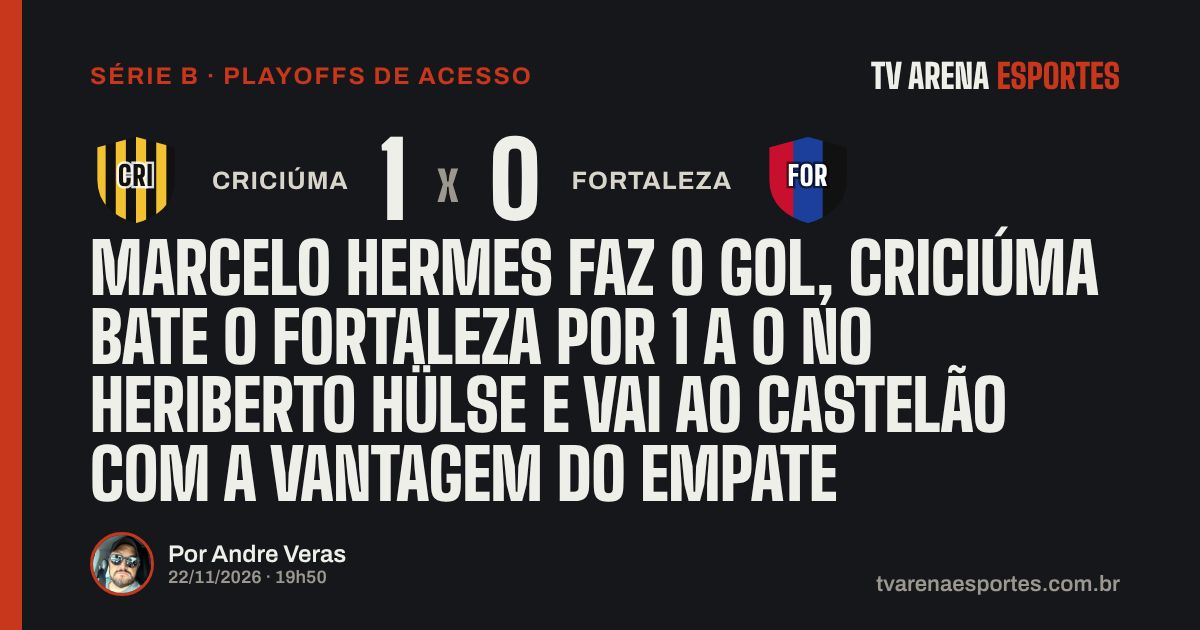 SÉRIE B · PLAYOFFS DE ACESSO
TV ARENA ESPORTES
CRI CRICIÚMA 1 X 0 FORTALEZA FOR
MARCELO HERMES FAZ O GOL, CRICIÚMA
BATE O FORTALEZA POR 1 A 0 NO
HERIBERTO HÜLSE E VAI AO CASTELÃO
COM A VANTAGEM DO EMPATE
Por Andre Veras
22/11/2026 · 19h50
tvarenaesportes.com.br